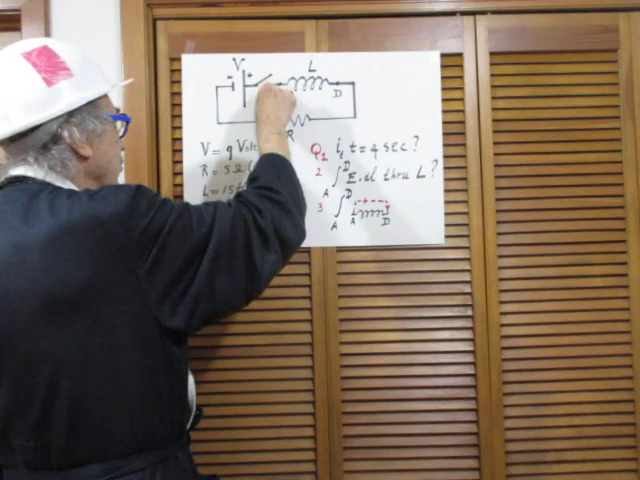 V L
- +
D
R
V = 9 Volt
R = 5 Ω
L = 15
Q1 i, t = 4 sec?
2 ∫ A D E.dl thru L?
3 ∫ A D A D